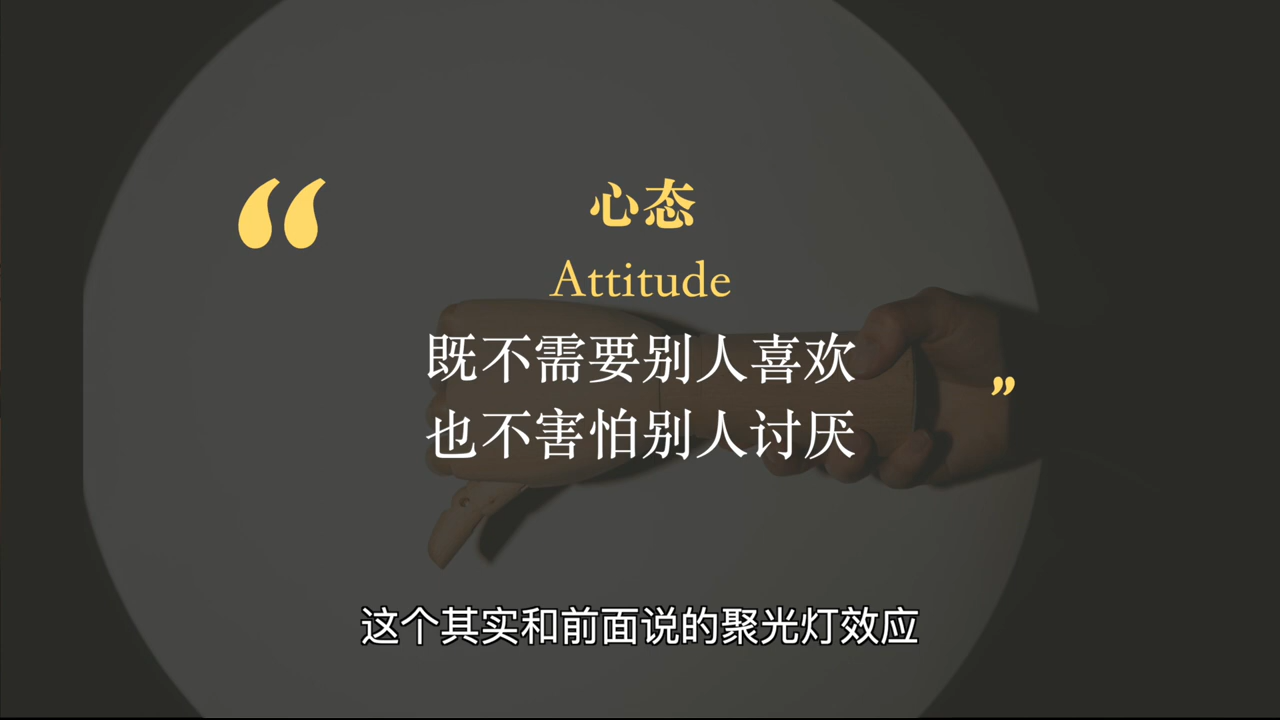 “
心态
Attitude
既不需要别人喜欢
也不害怕别人讨厌
”
这个其实和前面说的聚光灯效应